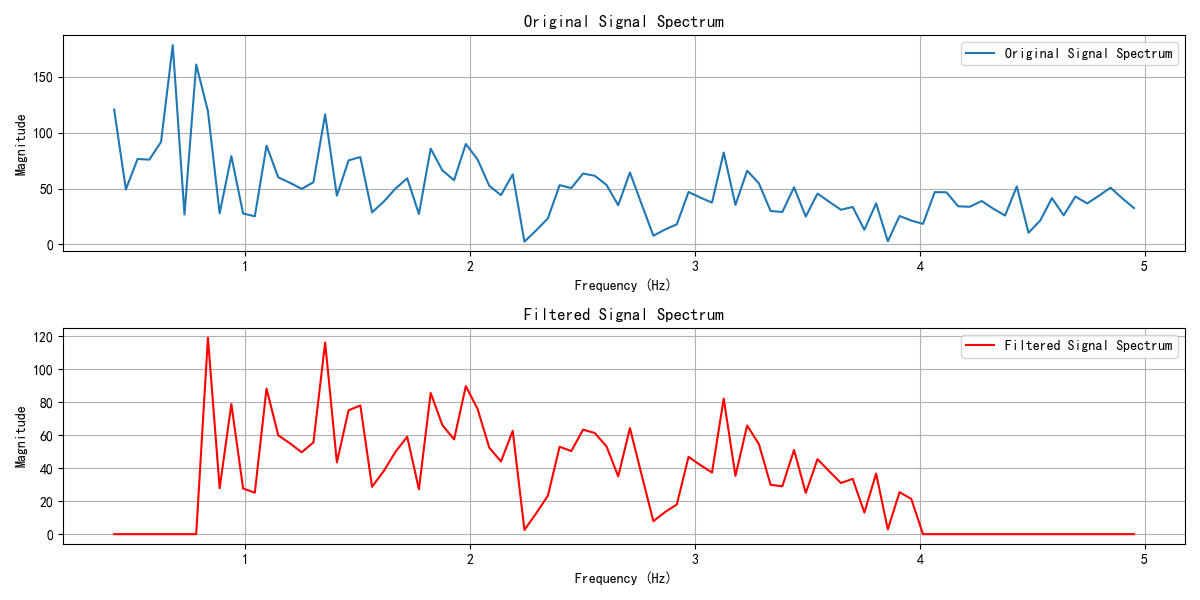 Original Signal Spectrum
Original Signal Spectrum
150
100
50
0
Magnitude
1 2 3 4 5
Frequency (Hz)
Filtered Signal Spectrum
Filtered Signal Spectrum
120
100
80
60
40
20
0
Magnitude
1 2 3 4 5
Frequency (Hz)